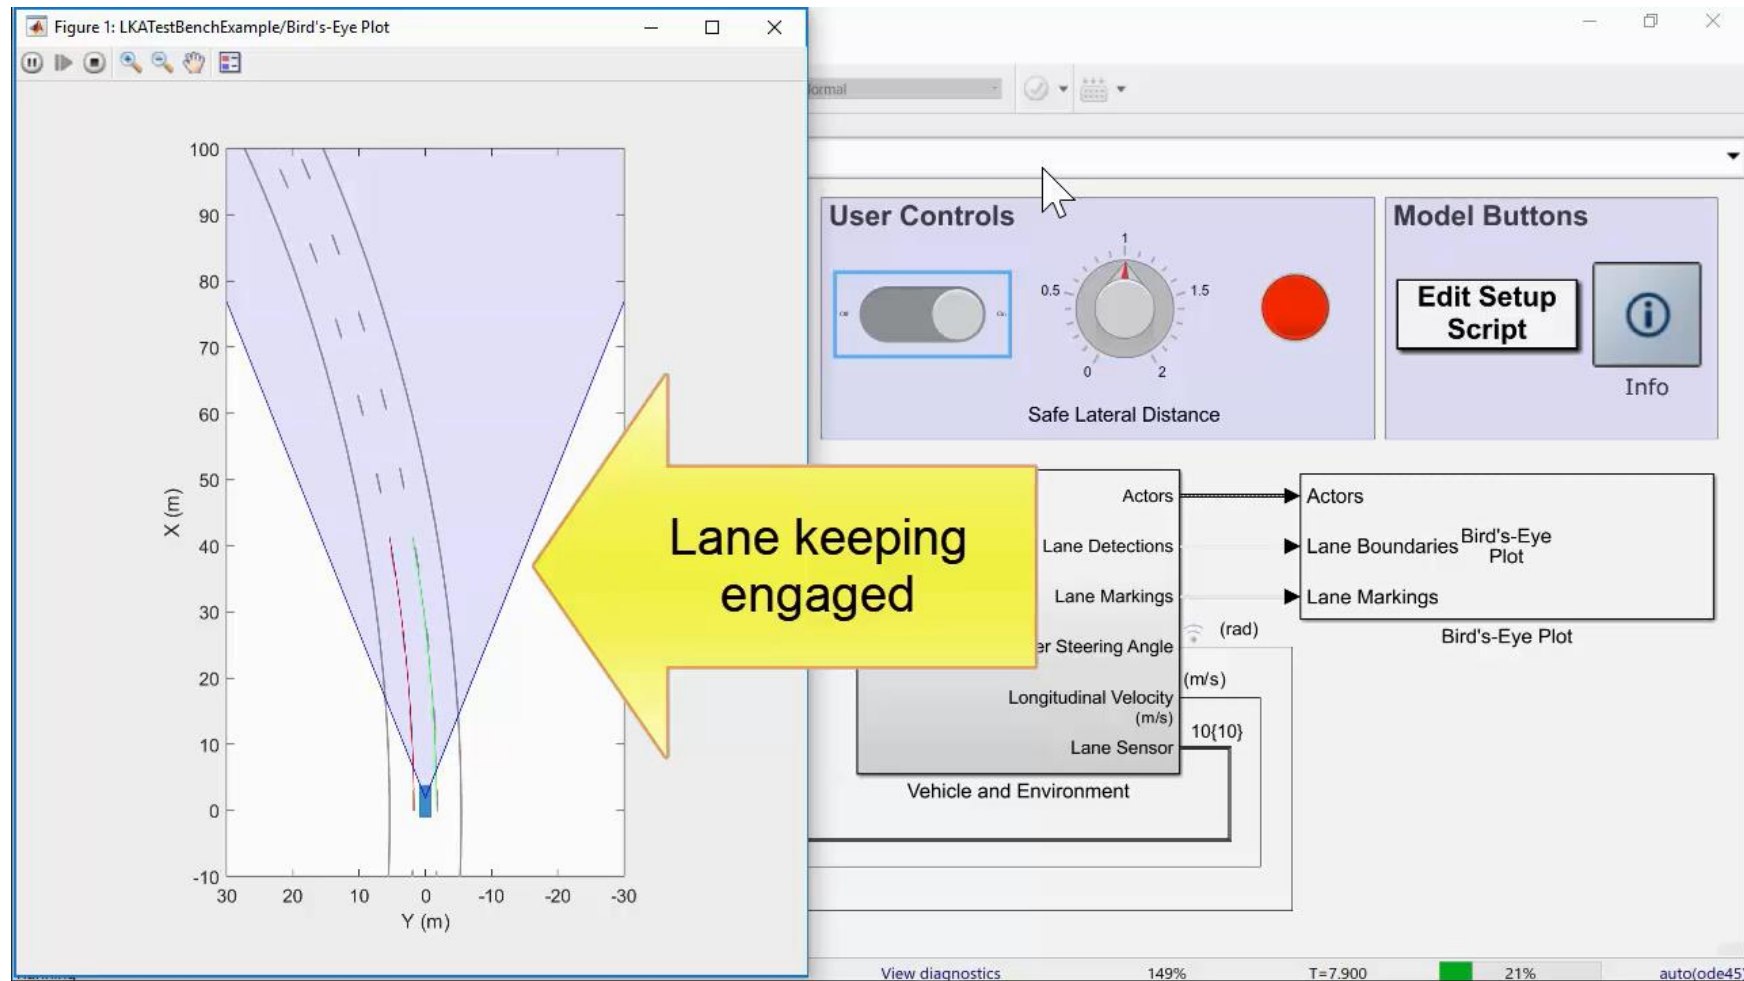 Figure 1: LKATestBenchExample/Bird's-Eye Plot
100
90
80
70
60
50
40
30
20
10
0
-10
X (m)
30 20 10 0 -10 -20 -30
Y (m)
Lane keeping
engaged
User Controls
Off
On
0
0.5
1
1.5
2
Safe Lateral Distance
Model Buttons
Edit Setup
Script
Info
Actors
Lane Detections
Lane Markings
er Steering Angle
Longitudinal Velocity
(m/s)
Lane Sensor
Vehicle and Environment
(rad)
(m/s)
10{10}
Actors
Lane Boundaries
Lane Markings
Bird's-Eye
Plot
Bird's-Eye Plot
View diagnostics 149% T=7.900 21% auto(ode45)